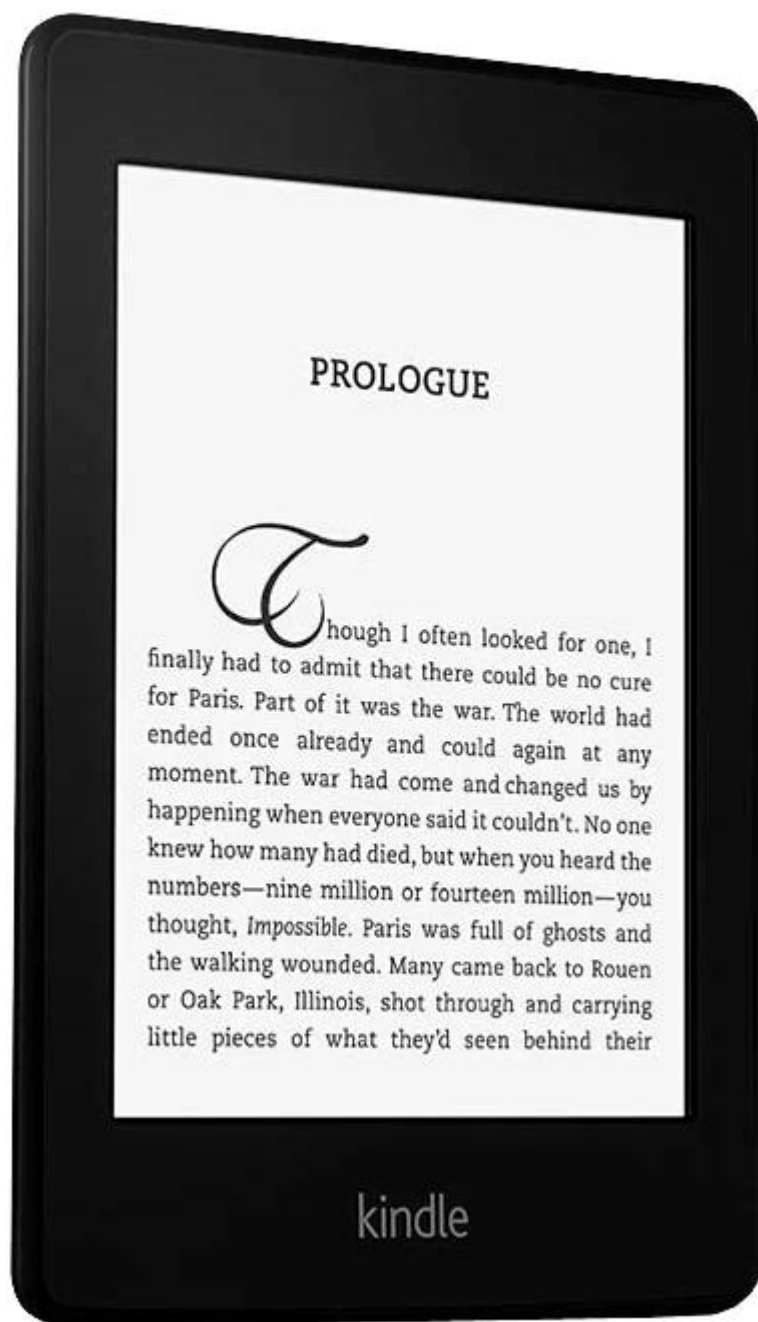 PROLOGUE
Though I often looked for one, I
finally had to admit that there could be no cure
for Paris. Part of it was the war. The world had
ended once already and could again at any
moment. The war had come and changed us by
happening when everyone said it couldn't. No one
knew how many had died, but when you heard the
numbers—nine million or fourteen million—you
thought, Impossible. Paris was full of ghosts and
the walking wounded. Many came back to Rouen
or Oak Park, Illinois, shot through and carrying
little pieces of what they'd seen behind their
kindle